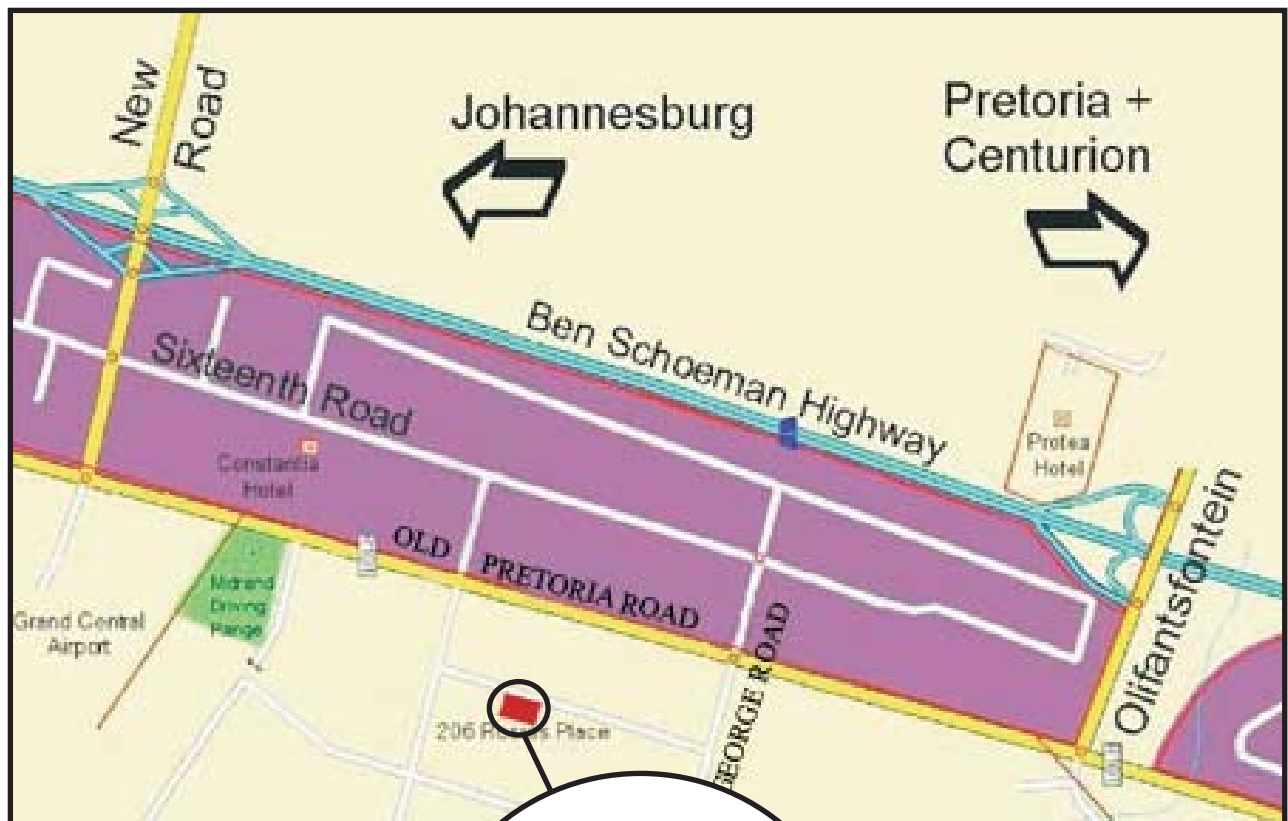 New
Road
Johannesburg
Pretoria +
Centurion
Ben Schoeman Highway
Sixteenth Road
Constantia
Hotel
Protea
Hotel
OLD PRETORIA ROAD
Midrand
Driving
Range
Grand Central
Airport
GEORGE ROAD
Olifantsfontein
206 Place